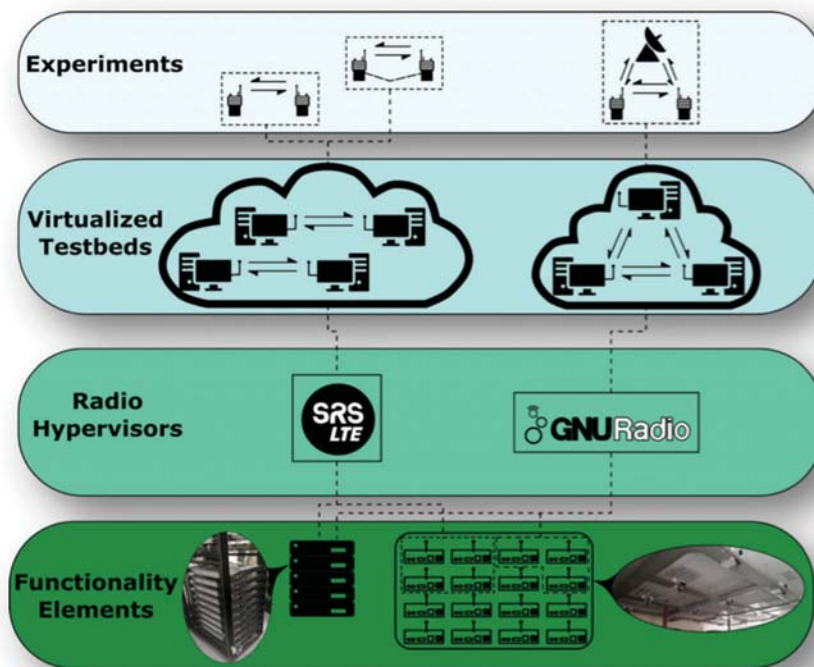 Experiments
Virtualized
Testbeds
Radio
Hypervisors
SRS
LTE
GNURadio
Functionality
Elements